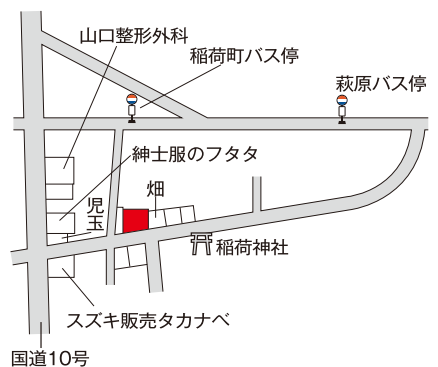 山口整形外科
稲荷町バス停
萩原バス停
紳士服のフタタ
畑
児玉
稲荷神社
スズキ販売タカナベ
国道10号